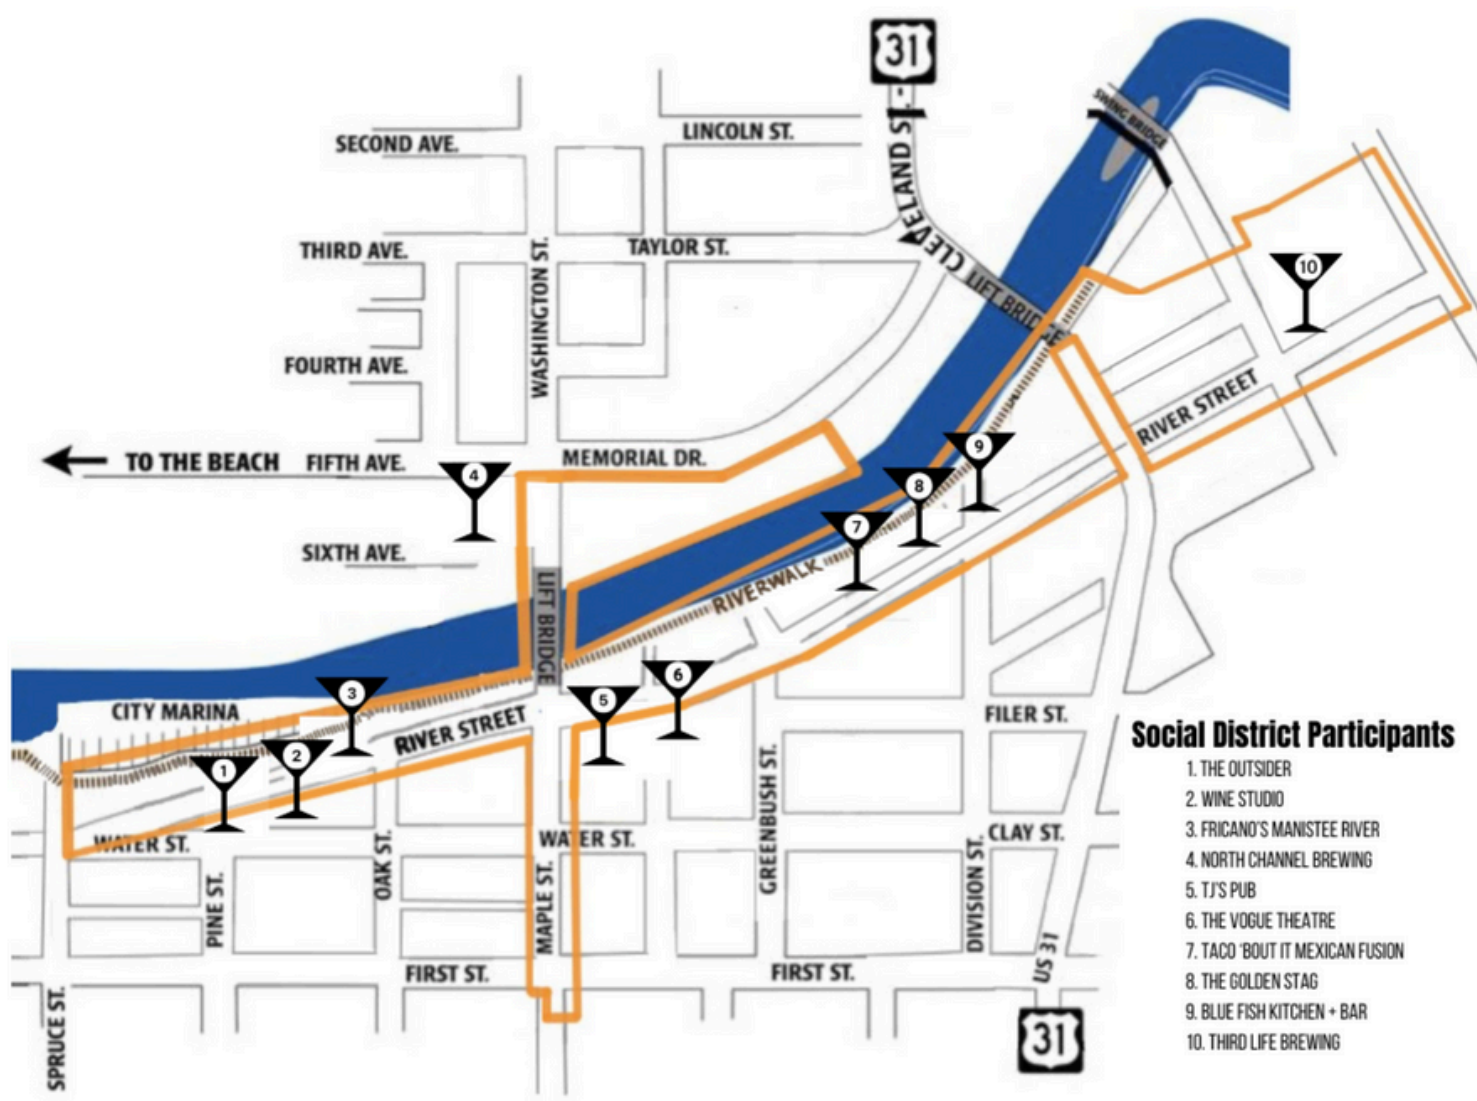 31
SWING BRIDGE
SECOND AVE.
LINCOLN ST.
CLEVELAND ST.
THIRD AVE.
TAYLOR ST.
CLEVELAND
WASHINGTON ST.
LIFT BRIDGE
10
FOURTH AVE.
RIVER STREET
TO THE BEACH
FIFTH AVE.
MEMORIAL DR.
4
9
8
7
SIXTH AVE.
LIFT BRIDGE
RIVERWALK
6
5
3
CITY MARINA
RIVER STREET
FILER ST.
2
1
WATER ST.
WATER ST.
CLAY ST.
GREENBUSH ST.
OAK ST.
PINE ST.
MAPLE ST.
DIVISION ST.
FIRST ST.
FIRST ST.
US 31
SPRUCE ST.
31
Social District Participants
1. THE OUTSIDER
2. WINE STUDIO
3. FRICANO'S MANISTEE RIVER
4. NORTH CHANNEL BREWING
5. TJ'S PUB
6. THE VOGUE THEATRE
7. TACO 'BOUT IT MEXICAN FUSION
8. THE GOLDEN STAG
9. BLUE FISH KITCHEN + BAR
10. THIRD LIFE BREWING